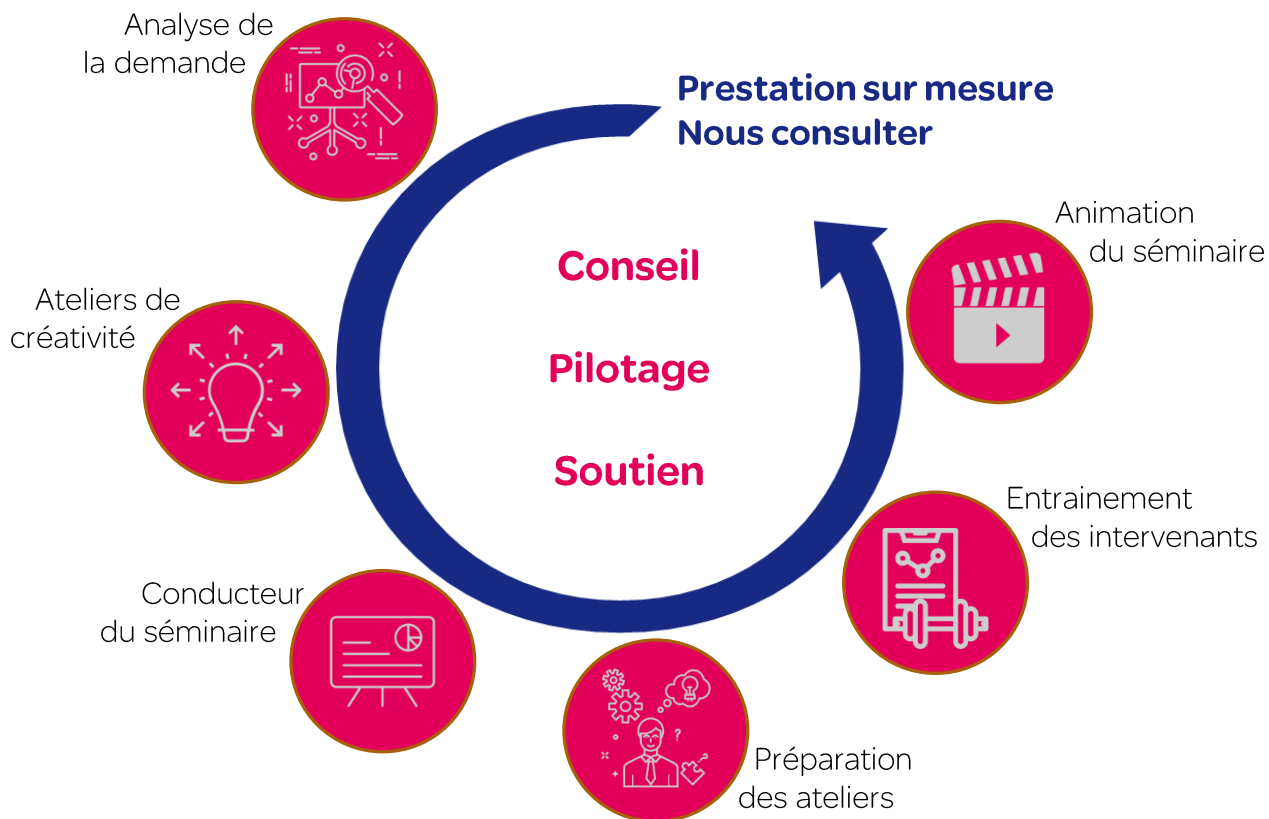 Analyse de
la demande
Prestation sur mesure
Nous consulter
Animation
du séminaire
Conseil
Ateliers de
créativité
Pilotage
Soutien
Entrainement
des intervenants
Conducteur
du séminaire
Préparation
des ateliers